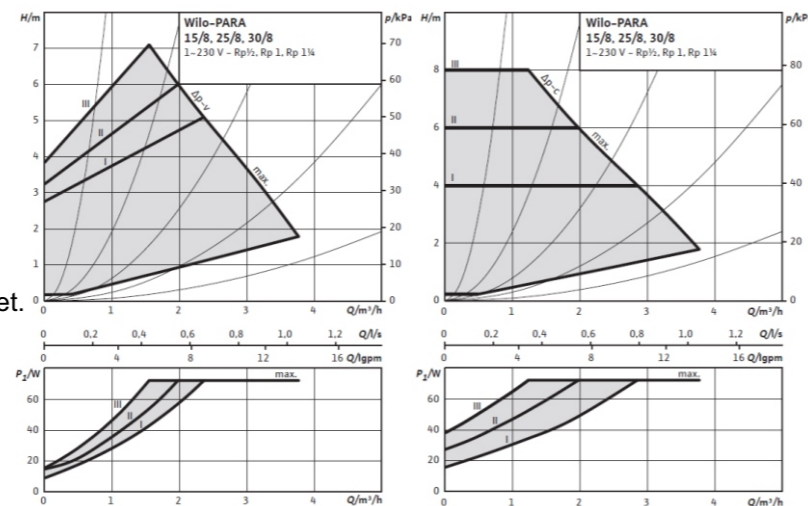 H/m
p/kPa
Wilo-PARA
15/8, 25/8, 30/8
1~230 V - Rp½, Rp 1, Rp 1¼
7
6
5
4
3
2
1
0
70
60
50
40
30
20
10
0
III
II
I
Δp-v
max.
0 1 2 3 4 Q/m³/h
0 0,2 0,4 0,6 0,8 1,0 1,2 Q/l/s
0 4 8 12 16 Q/Igpm
P₁/W
60
40
20
0
III
II
I
max.
0 1 2 3 4 Q/m³/h
et.
H/m
p/kPa
Wilo-PARA
15/8, 25/8, 30/8
1~230 V - Rp½, Rp 1, Rp 1¼
8
6
4
2
0
80
60
40
20
0
III
II
I
Δp-c
max.
0 1 2 3 4 Q/m³/h
0 0,2 0,4 0,6 0,8 1,0 1,2 Q/l/s
0 4 8 12 16 Q/Igpm
P₁/W
60
40
20
0
III
II
I
max.
0 1 2 3 4 Q/m³/h